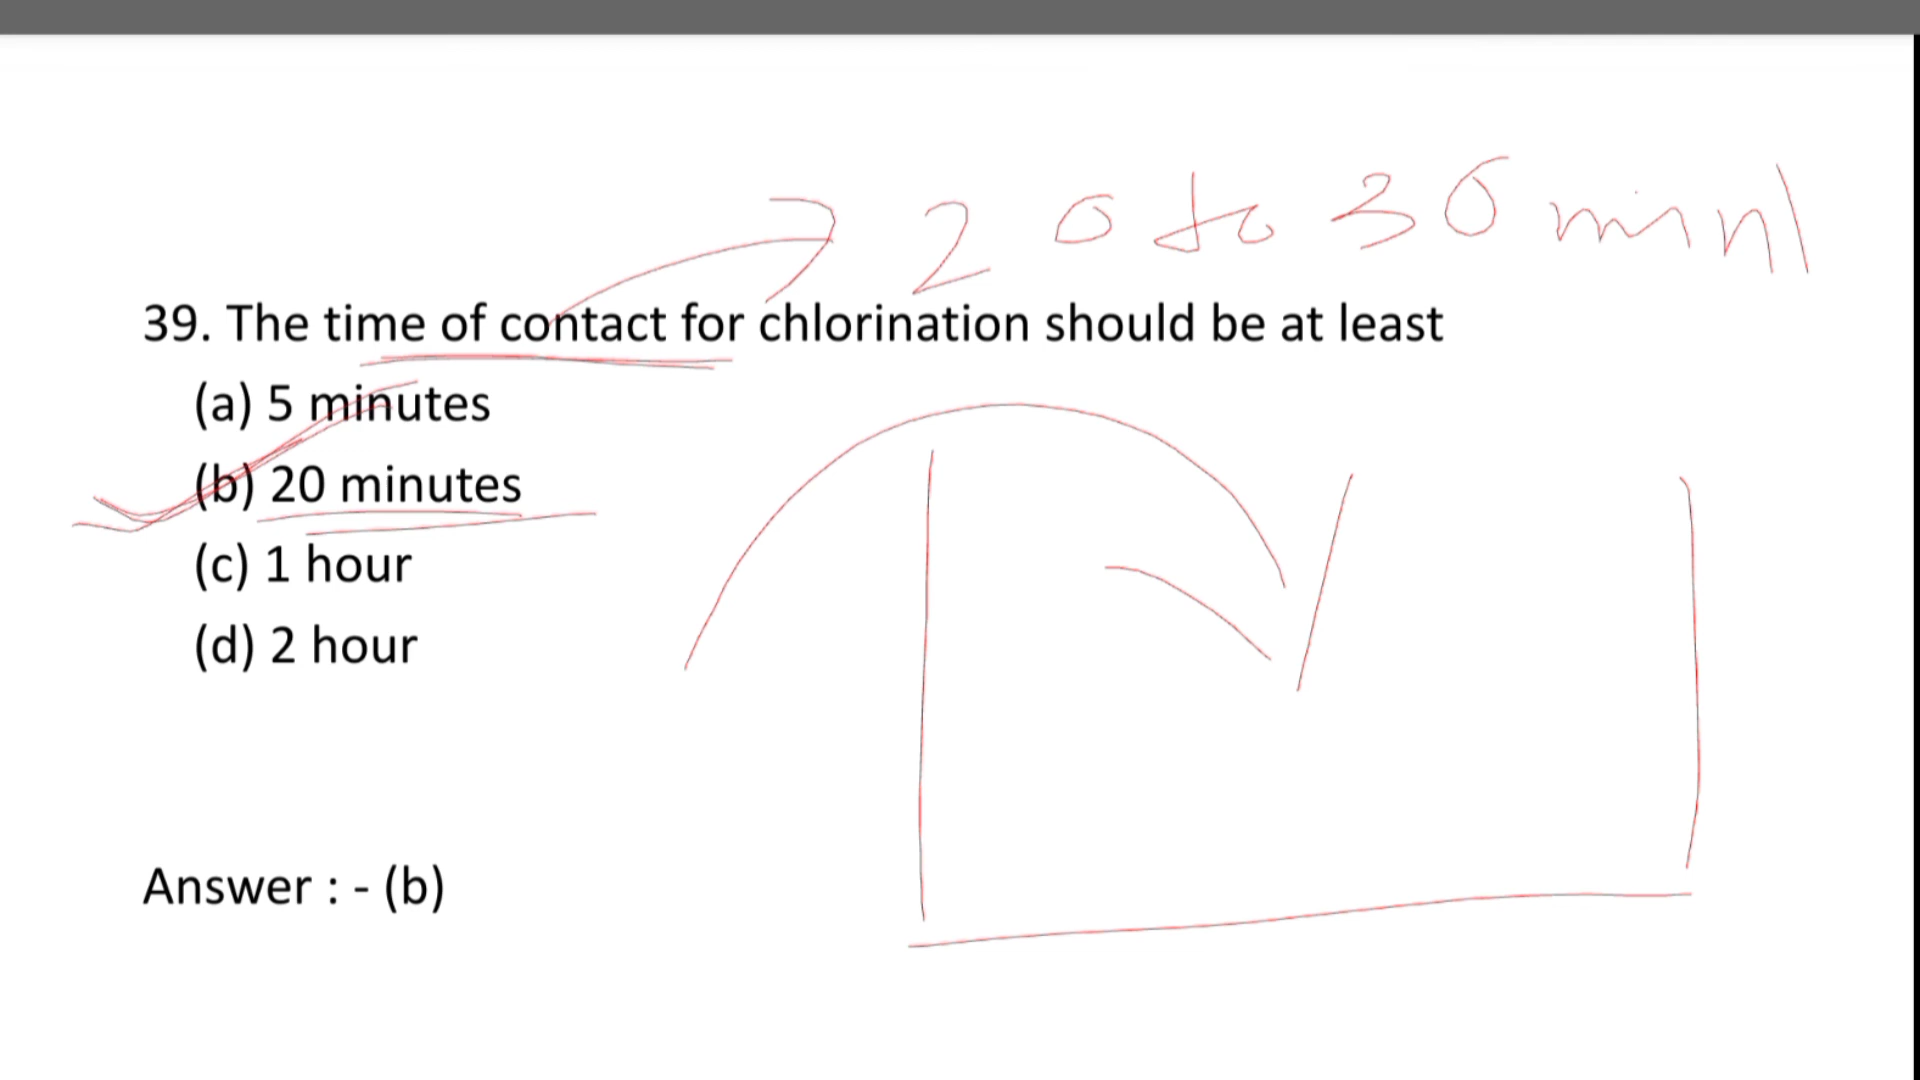 20 to 30 min
39. The time of contact for chlorination should be at least
(a) 5 minutes
(b) 20 minutes
(c) 1 hour
(d) 2 hour
Answer : - (b)